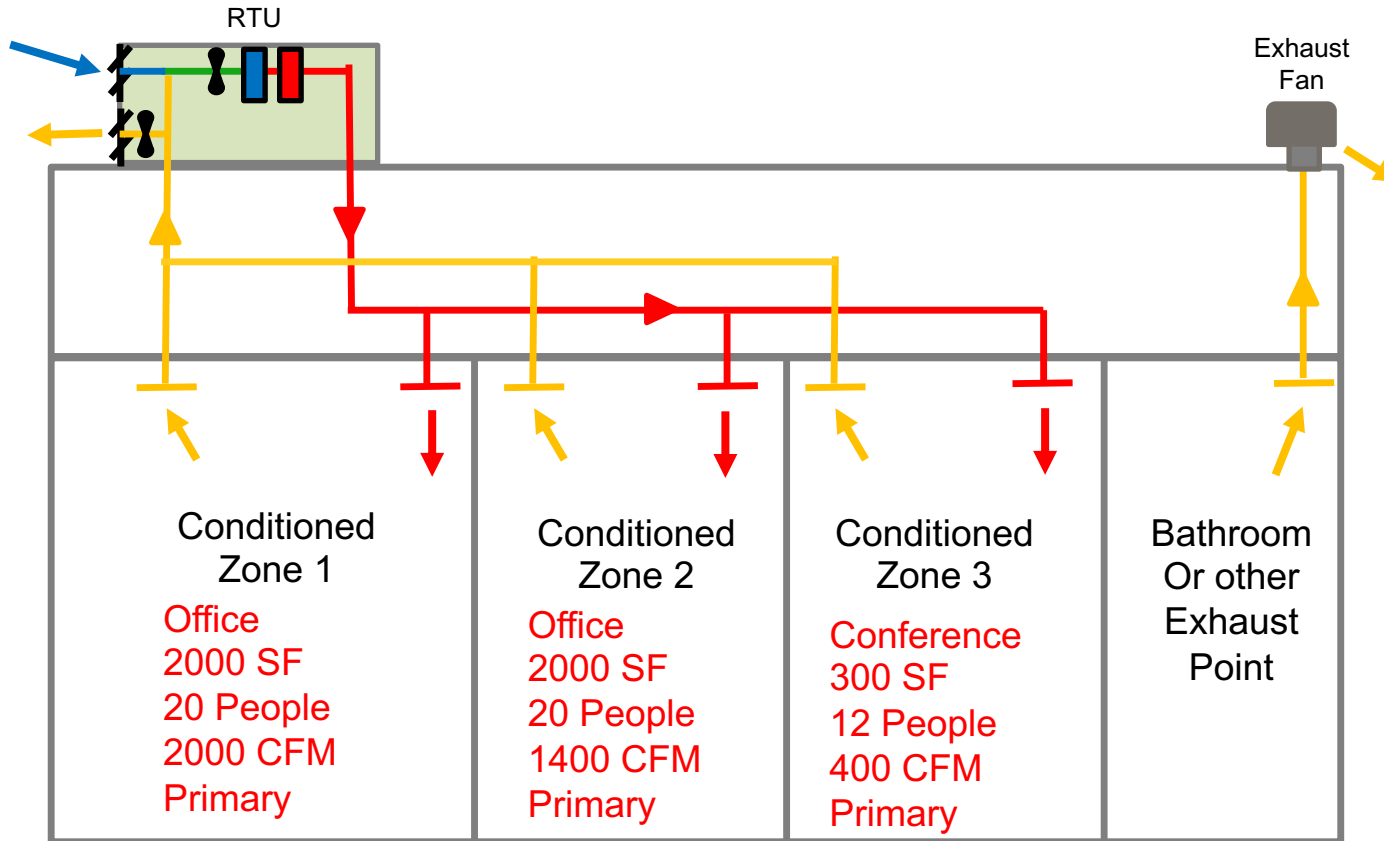 RTU
Exhaust
Fan
Conditioned
Zone 1
Office
2000 SF
20 People
2000 CFM
Primary
Conditioned
Zone 2
Office
2000 SF
20 People
1400 CFM
Primary
Conditioned
Zone 3
Conference
300 SF
12 People
400 CFM
Primary
Bathroom
Or other
Exhaust
Point